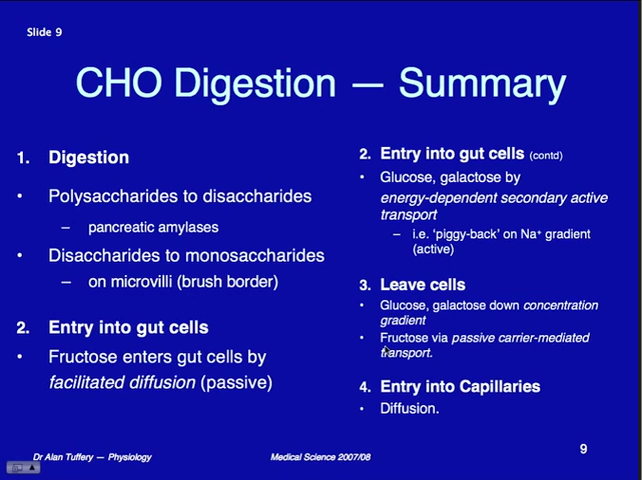 Slide 9
CHO Digestion — Summary
1. Digestion
• Polysaccharides to disaccharides
– pancreatic amylases
• Disaccharides to monosaccharides
– on microvilli (brush border)
2. Entry into gut cells
• Fructose enters gut cells by
facilitated diffusion (passive)
2. Entry into gut cells (contd)
• Glucose, galactose by
energy-dependent secondary active
transport
– i.e. 'piggy-back' on Na⁺ gradient
(active)
3. Leave cells
• Glucose, galactose down concentration
gradient
• Fructose via passive carrier-mediated
transport.
4. Entry into Capillaries
• Diffusion.
Dr Alan Tuffery — Physiology
Medical Science 2007/08
9